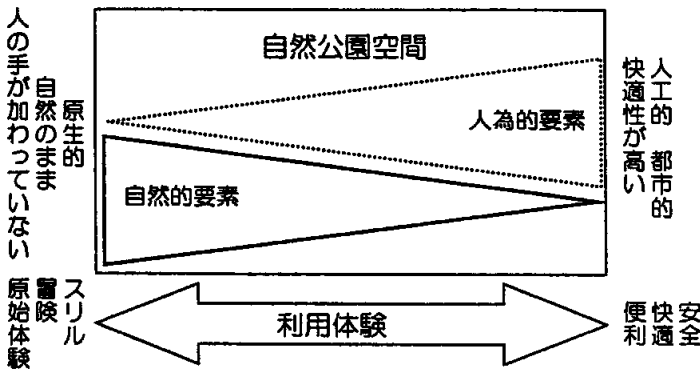 自然公園空間
人為的要素
自然的要素
原生的
自然のまま
人の手が加わっていない
人工的 都市的
快適性が高い
スリル
冒険
原始体験
利用体験
安全
快適
便利